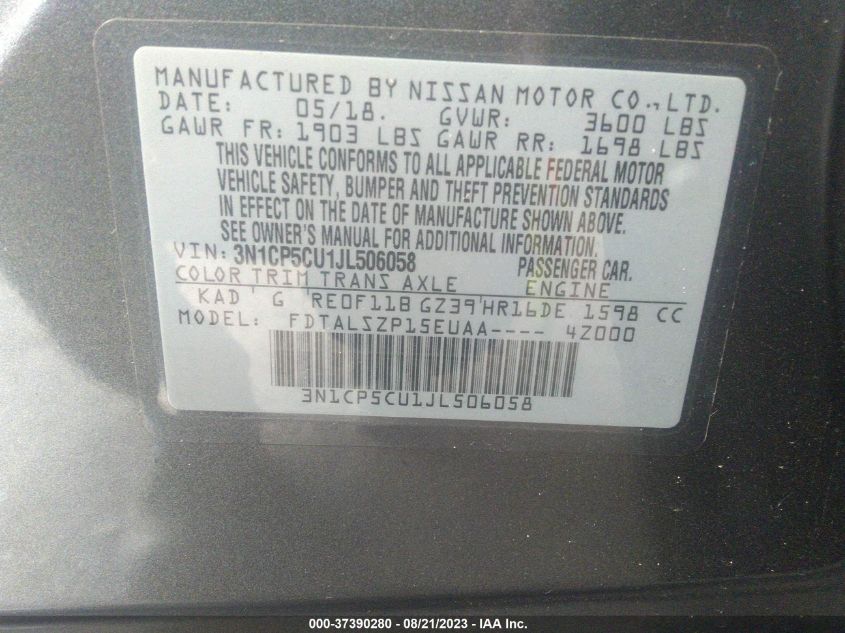 MANUFACTURED BY NISSAN MOTOR CO., LTD.
DATE: 05/18. GVWR: 3600 LBS
GAWR FR: 1903 LBS GAWR RR: 1698 LBS
THIS VEHICLE CONFORMS TO ALL APPLICABLE FEDERAL MOTOR
VEHICLE SAFETY, BUMPER AND THEFT PREVENTION STANDARDS
IN EFFECT ON THE DATE OF MANUFACTURE SHOWN ABOVE.
SEE OWNER'S MANUAL FOR ADDITIONAL INFORMATION.
VIN: 3N1CP5CU1JL506058 PASSENGER CAR.
COLOR TRIM TRANS AXLE ENGINE
KAD ' G 'RE0F11B GZ39'HR16DE 1598 CC
MODEL: FDTALSZP15EUAA---- 4Z000
3N1CP5CU1JL506058
000-37390280 - 08/21/2023 - IAA Inc.